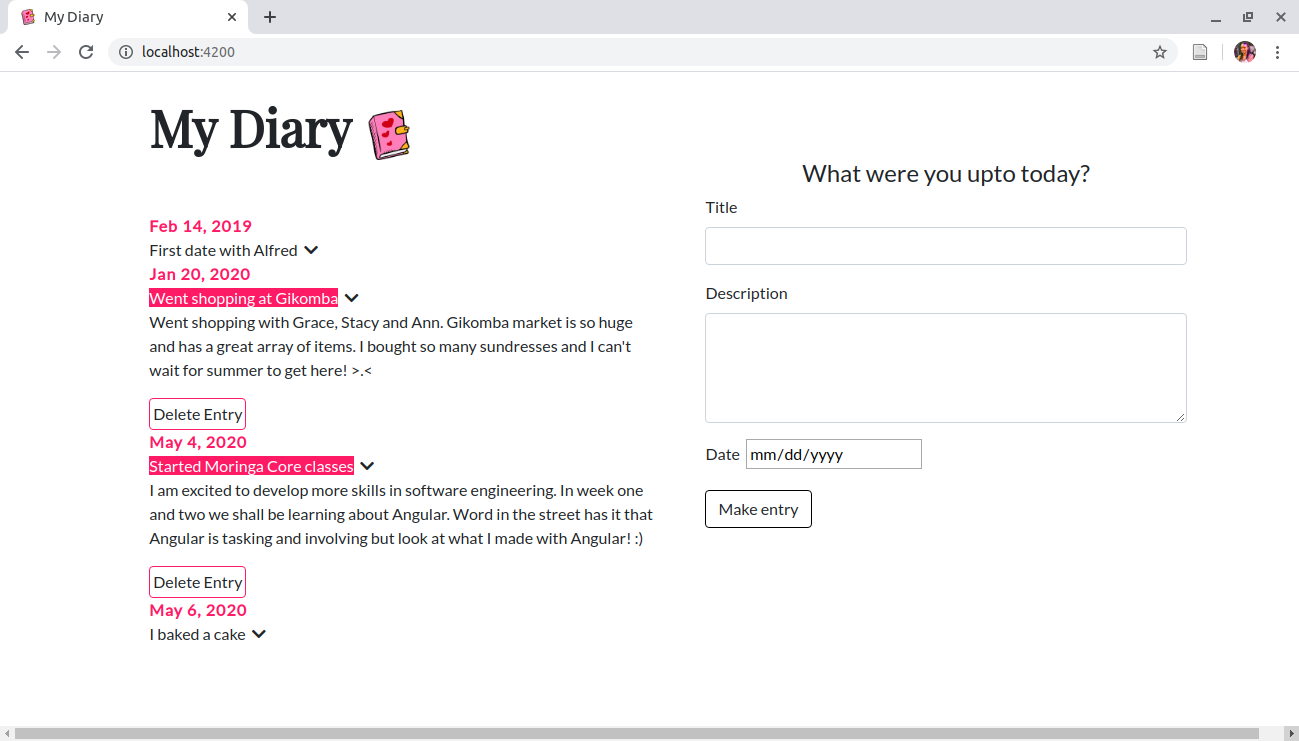 My Diary
localhost:4200
My Diary
Feb 14, 2019
First date with Alfred
Jan 20, 2020
Went shopping at Gikomba
Went shopping with Grace, Stacy and Ann. Gikomba market is so huge
and has a great array of items. I bought so many sundresses and I can't
wait for summer to get here! >.<
Delete Entry
May 4, 2020
Started Moringa Core classes
I am excited to develop more skills in software engineering. In week one
and two we shall be learning about Angular. Word in the street has it that
Angular is tasking and involving but look at what I made with Angular! :)
Delete Entry
May 6, 2020
I baked a cake
What were you upto today?
Title
Description
Date mm/dd/yyyy
Make entry